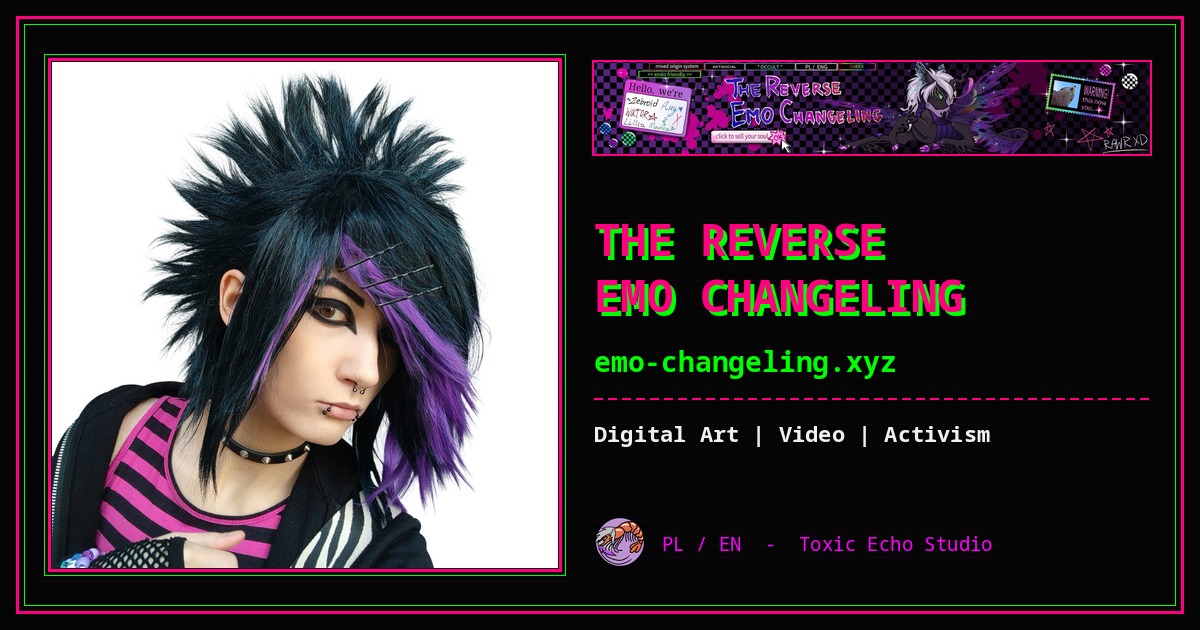 mixed origin system
ANTISOCIAL
* OCCULT *
PL / ENG
QUEER
<< endo friendly >>
Hello, we're
~Zebroid
THE REVERSE
EMO CHANGELING
click to sell your soul
WARNING!
this now
you.
RAWR XD
THE REVERSE
EMO CHANGELING
emo-changeling.xyz
Digital Art | Video | Activism
PL / EN - Toxic Echo Studio